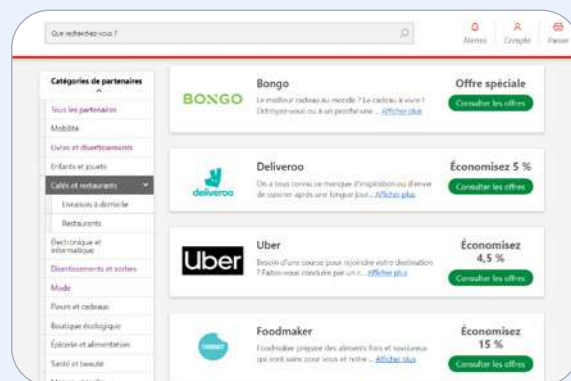 Que recherchez-vous ?
Alertes
Compte
Panier
Catégories de partenaires
Tous les partenaires
Mobilité
Livres et divertissements
Enfants et jouets
Cafés et restaurants
Livraison à domicile
Restaurants
Électronique et
informatique
Divertissements et sorties
Mode
Fleurs et cadeaux
Boutique écologique
Épicerie et alimentation
Santé et beauté
BONGO
Bongo
Le meilleur cadeau au monde ? Le cadeau à vivre !
Octroyez-vous ou à un proche une ... Afficher plus
Offre spéciale
Consulter les offres
deliveroo
Deliveroo
On a tous connu ce manque d'inspiration ou d'envie
de cuisiner après une longue jour... Afficher plus
Économisez 5 %
Consulter les offres
Uber
Uber
Besoin d'une course pour rejoindre votre destination
? Faites-vous conduire par un c... Afficher plus
Économisez
4,5 %
Consulter les offres
Foodmaker
Foodmaker prépare des aliments frais et savoureux
qui sont sains pour vous et notre ... Afficher plus
Économisez
15 %
Consulter les offres